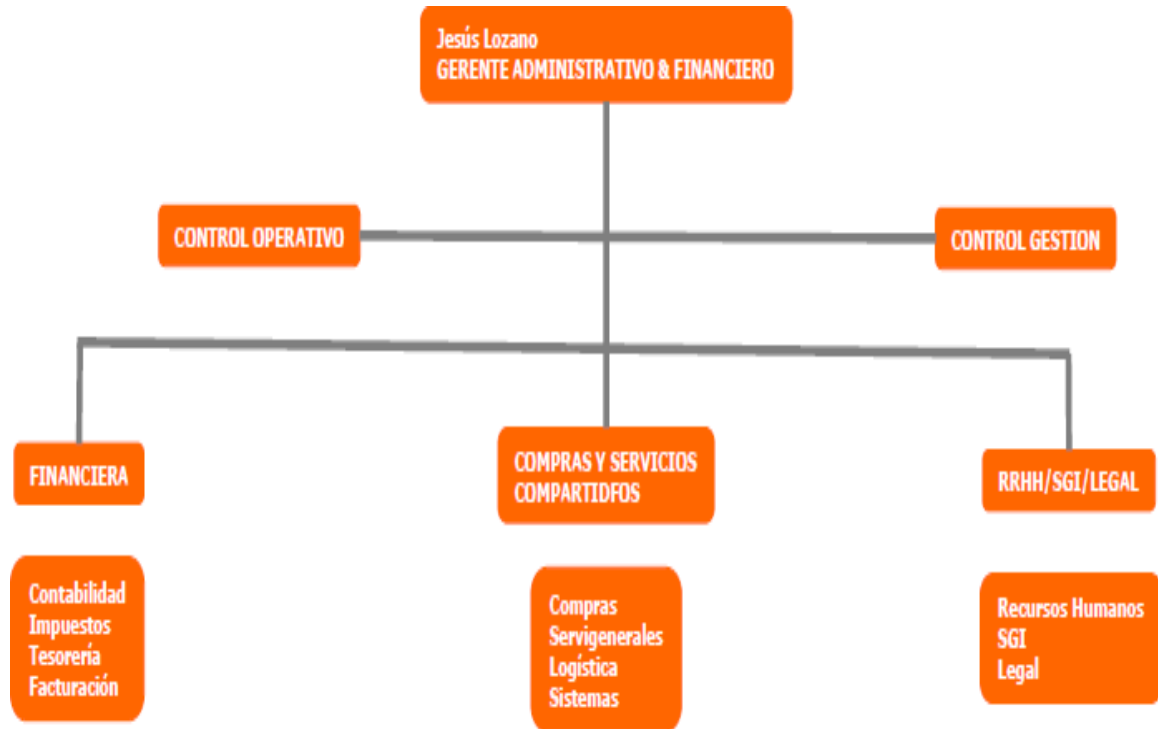 Jesús Lozano
GERENTE ADMINISTRATIVO & FINANCIERO
CONTROL OPERATIVO
CONTROL GESTION
FINANCIERA
COMPRAS Y SERVICIOS
COMPARTIDFOS
RRHH/SGI/LEGAL
Contabilidad
Impuestos
Tesorería
Facturación
Compras
Servigenerales
Logística
Sistemas
Recursos Humanos
SGI
Legal